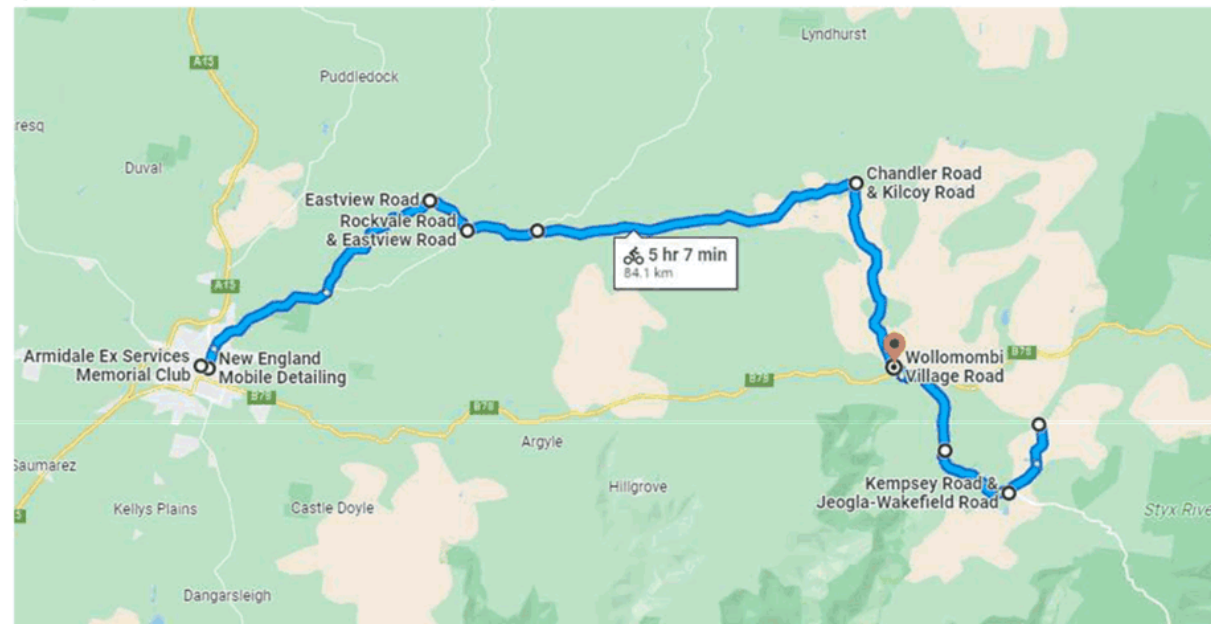 Lyndhurst
A15
Puddledock
resq
Duval
Chandler Road
& Kilcoy Road
Eastview Road
Rockvale Road
& Eastview Road
5 hr 7 min
84.1 km
A15
Armidale Ex Services
Memorial Club
New England
Mobile Detailing
Wollomombi
Village Road
B78
B78
B78
B78
Argyle
Saumarez
Hillgrove
Kempsey Road &
Jeogla-Wakefield Road
Kellys Plains
Castle Doyle
Styx Rive
Dangarsleigh